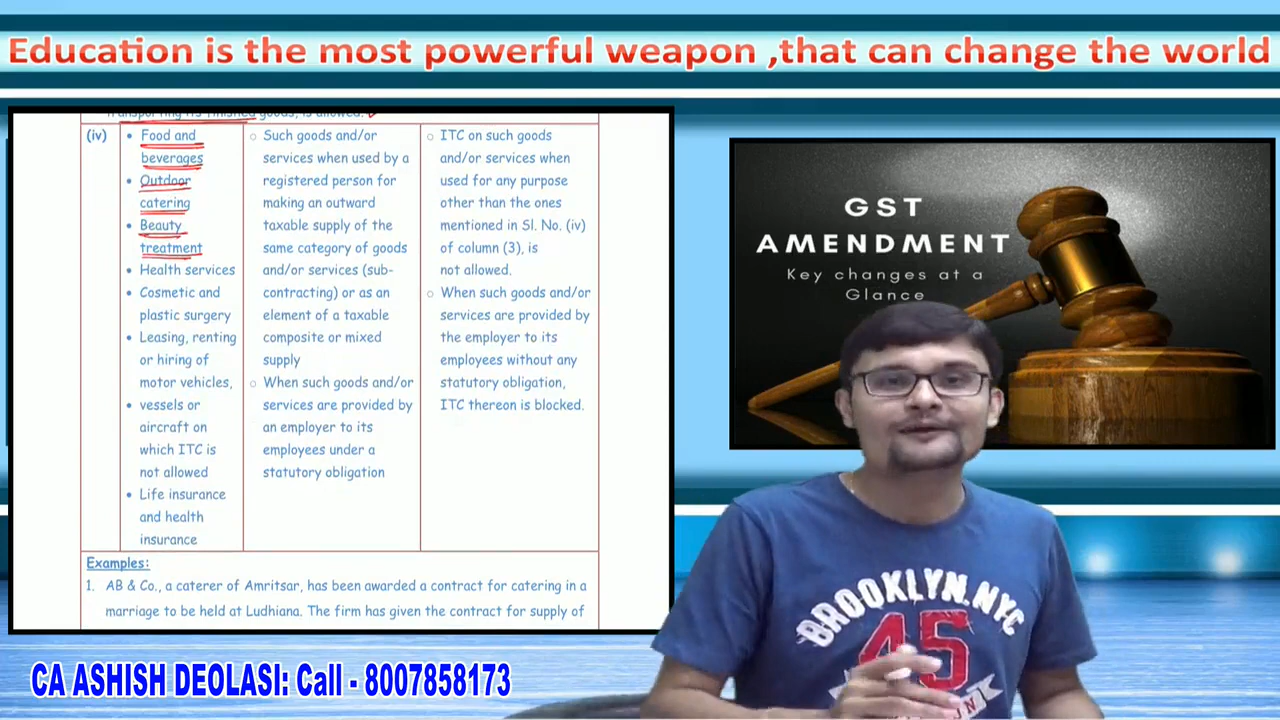 Education is the most powerful weapon ,that can change the world
transporting its finished goods, is allowed.
(iv)
• Food and
beverages
• Outdoor
catering
• Beauty
treatment
• Health services
• Cosmetic and
plastic surgery
• Leasing, renting
or hiring of
motor vehicles,
• vessels or
aircraft on
which ITC is
not allowed
• Life insurance
and health
insurance
○ Such goods and/or
services when used by a
registered person for
making an outward
taxable supply of the
same category of goods
and/or services (sub-
contracting) or as an
element of a taxable
composite or mixed
supply
○ When such goods and/or
services are provided by
an employer to its
employees under a
statutory obligation
○ ITC on such goods
and/or services when
used for any purpose
other than the ones
mentioned in Sl. No. (iv)
of column (3), is
not allowed.
○ When such goods and/or
services are provided by
the employer to its
employees without any
statutory obligation,
ITC thereon is blocked.
Examples:
1. AB & Co., a caterer of Amritsar, has been awarded a contract for catering in a
marriage to be held at Ludhiana. The firm has given the contract for supply of
GST
AMENDMENT
Key changes at a
Glance
BROOKLYN.NYC
45
CA ASHISH DEOLASI: Call - 8007858173